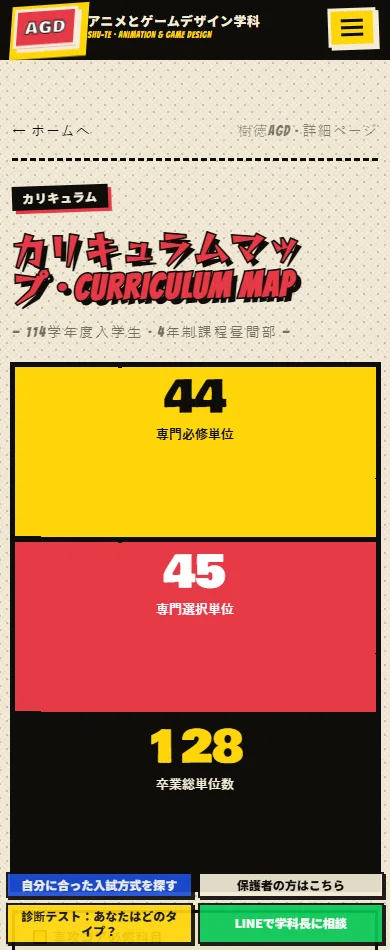 AGD
アニメとゲームデザイン学科
SHU-TE・ANIMATION & GAME DESIGN
← ホームへ
樹徳AGD・詳細ページ
カリキュラム
カリキュラムマッ
プ・CURRICULUM MAP
– 114学年度入学生・4年制課程昼間部 –
44
専門必修単位
45
専門選択単位
128
卒業総単位数
自分に合った入試方式を探す
保護者の方はこちら
診断テスト：あなたはどのタ
イプ？
LINEで学科長に相談